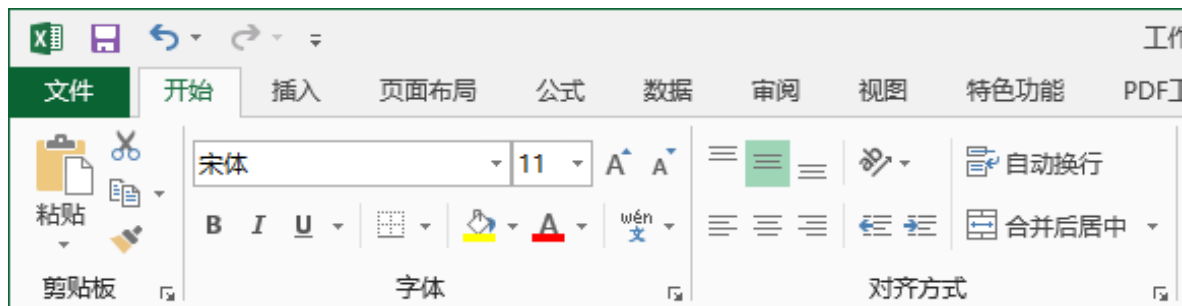 工作
文件 开始 插入 页面布局 公式 数据 审阅 视图 特色功能 PDF工
宋体 11 A A 自动换行
粘贴 B I U A wén 文 合并后居中
剪贴板 字体 对齐方式